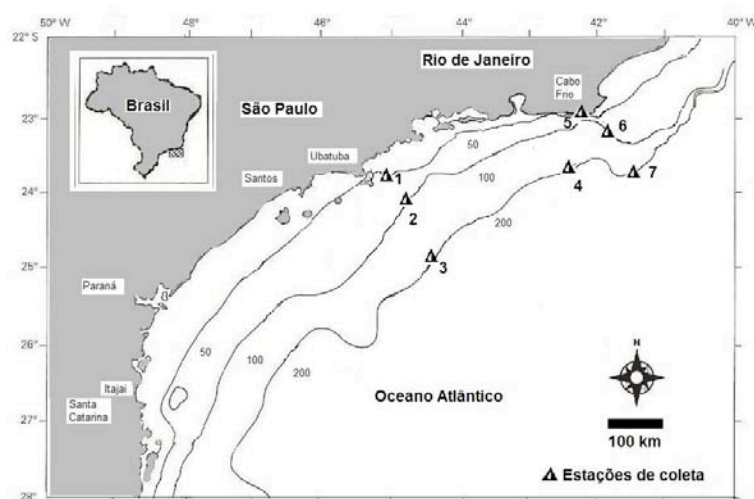 50° W
48°
46°
44°
42°
40° W
22° S
23°
24°
25°
26°
27°
28°
Brasil
Rio de Janeiro
São Paulo
Cabo
Frio
Ubatuba
Santos
Paraná
Itajai
Santa
Catarina
5
6
50
1
100
4
7
2
200
3
50
100
200
Oceano Atlântico
N
100 km
Estações de coleta